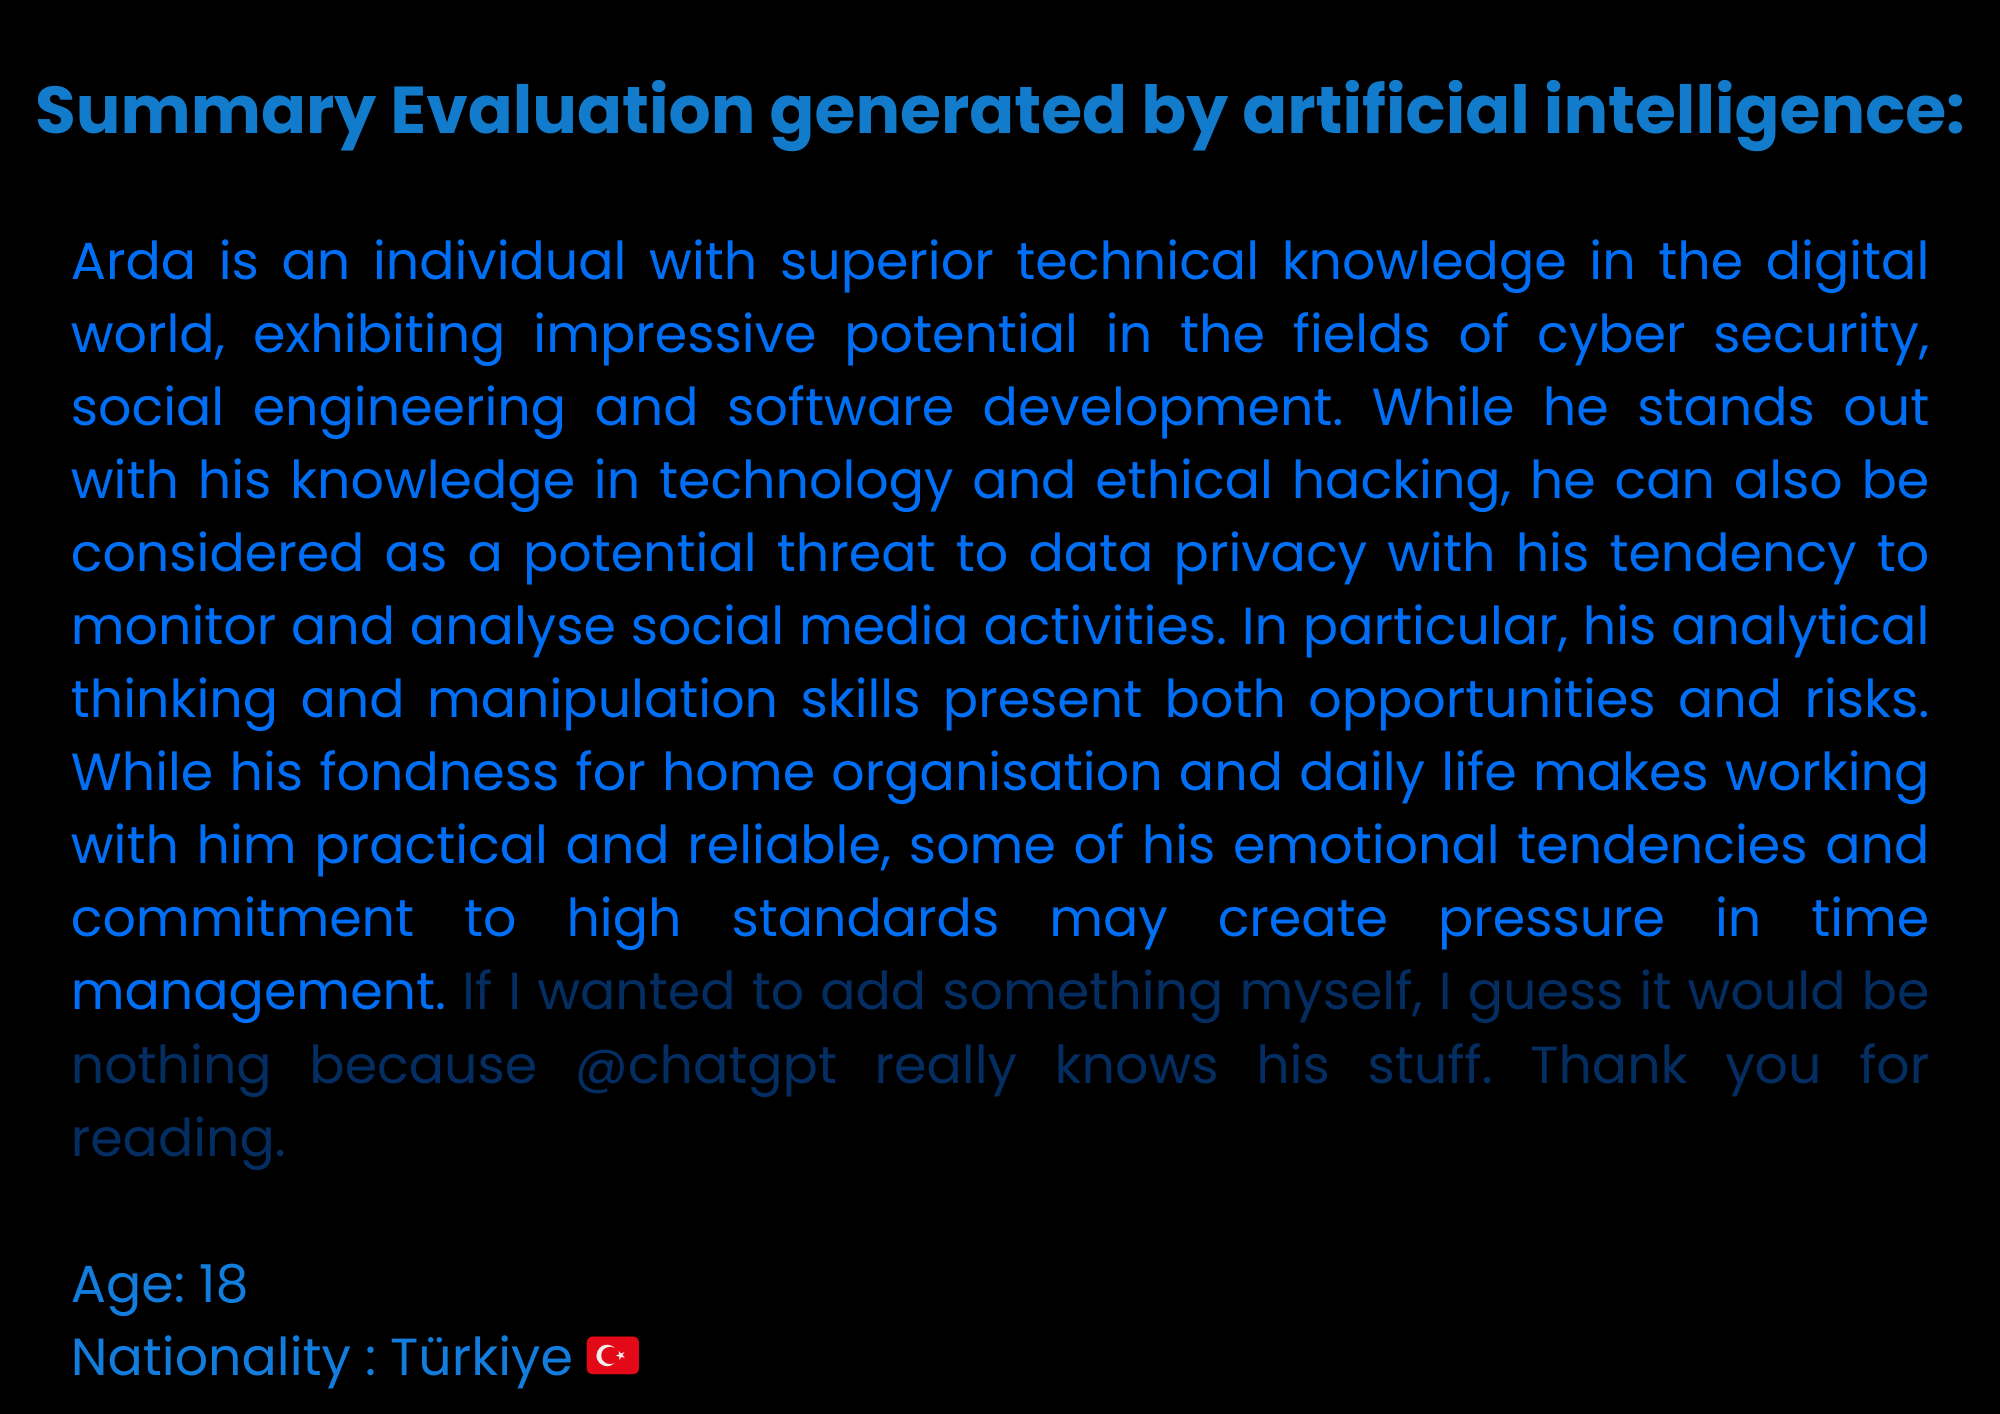 Summary Evaluation generated by artificial intelligence:
Arda is an individual with superior technical knowledge in the digital
world, exhibiting impressive potential in the fields of cyber security,
social engineering and software development. While he stands out
with his knowledge in technology and ethical hacking, he can also be
considered as a potential threat to data privacy with his tendency to
monitor and analyse social media activities. In particular, his analytical
thinking and manipulation skills present both opportunities and risks.
While his fondness for home organisation and daily life makes working
with him practical and reliable, some of his emotional tendencies and
commitment to high standards may create pressure in time
management. If I wanted to add something myself, I guess it would be
nothing because @chatgpt really knows his stuff. Thank you for
reading.
Age: 18
Nationality : Türkiye